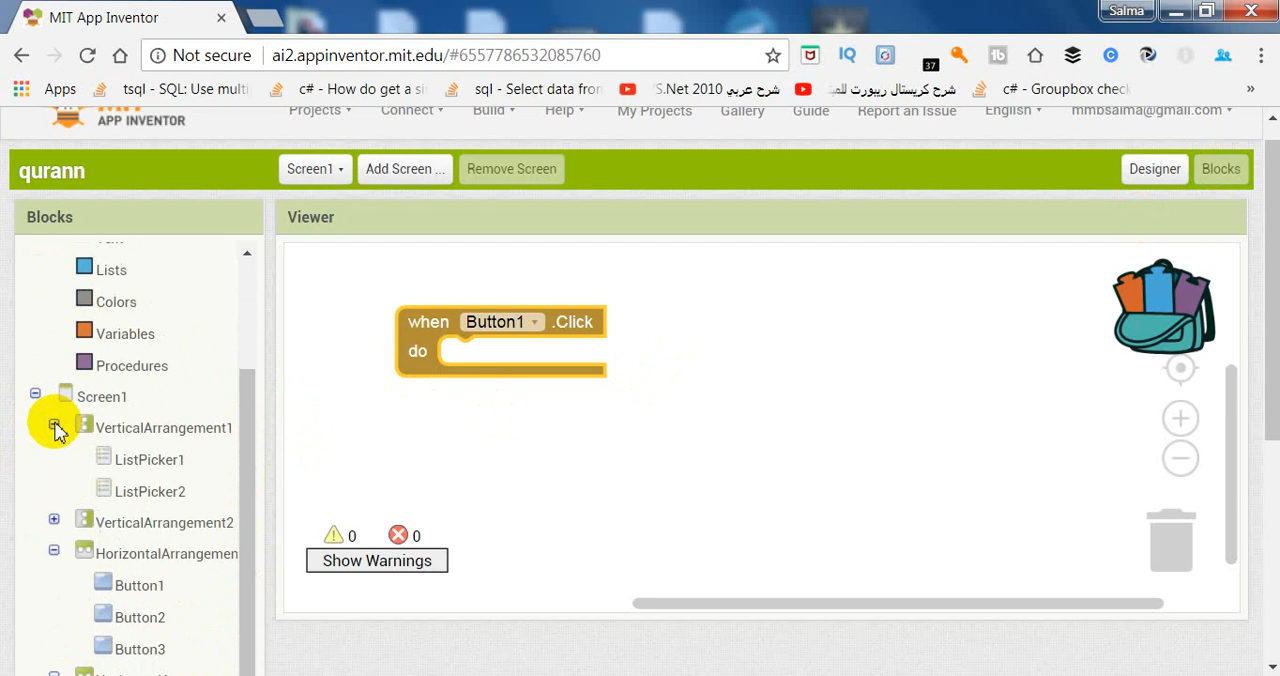 MIT App Inventor
Salma
Not secure
ai2.appinventor.mit.edu/#6557786532085760
37
Apps
tsql - SQL: Use multi
c# - How do get a si
sql - Select data from
S.Net 2010 شرح عربي
شرح كريستال ريبورت للمبتد
c# - Groupbox check
APP INVENTOR
Projects
Connect
Build
Help
My Projects
Gallery
Guide
Report an Issue
English
mmbsalma@gmail.com
qurann
Screen1
Add Screen ...
Remove Screen
Designer
Blocks
Blocks
Viewer
Lists
Colors
Variables
Procedures
Screen1
VerticalArrangement1
ListPicker1
ListPicker2
VerticalArrangement2
HorizontalArrangemen
Button1
Button2
Button3
when Button1 .Click
do
0 0
Show Warnings